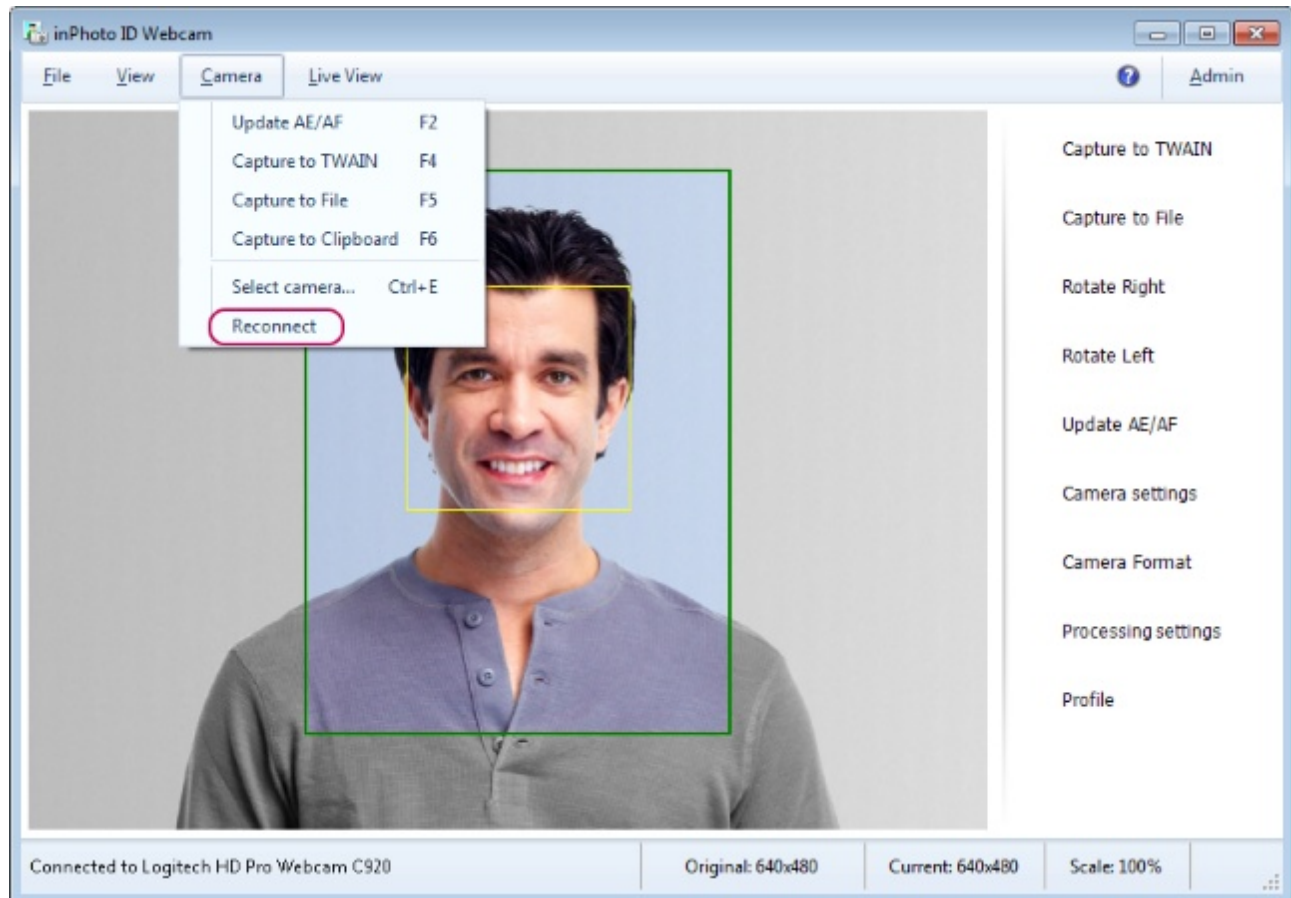 inPhoto ID Webcam
File View Camera Live View Admin
Update AE/AF F2
Capture to TWAIN F4
Capture to File F5
Capture to Clipboard F6
Select camera... Ctrl+E
Reconnect
Capture to TWAIN
Capture to File
Rotate Right
Rotate Left
Update AE/AF
Camera settings
Camera Format
Processing settings
Profile
Connected to Logitech HD Pro Webcam C920 Original: 640x480 Current: 640x480 Scale: 100%